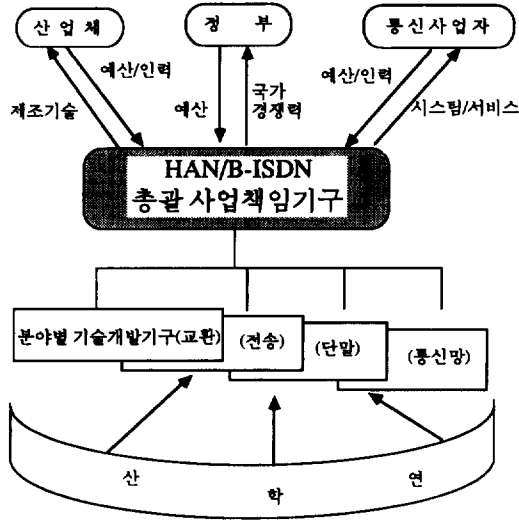 산 업 체
정 부
통신사업자
예산/인력
제조기술
예산
국가
경쟁력
예산/인력
시스팀/서비스
HAN/B-ISDN
총괄 사업책임기구
분야별 기술개발기구(교환)
(전송)
(단말)
(통신망)
산
학
연